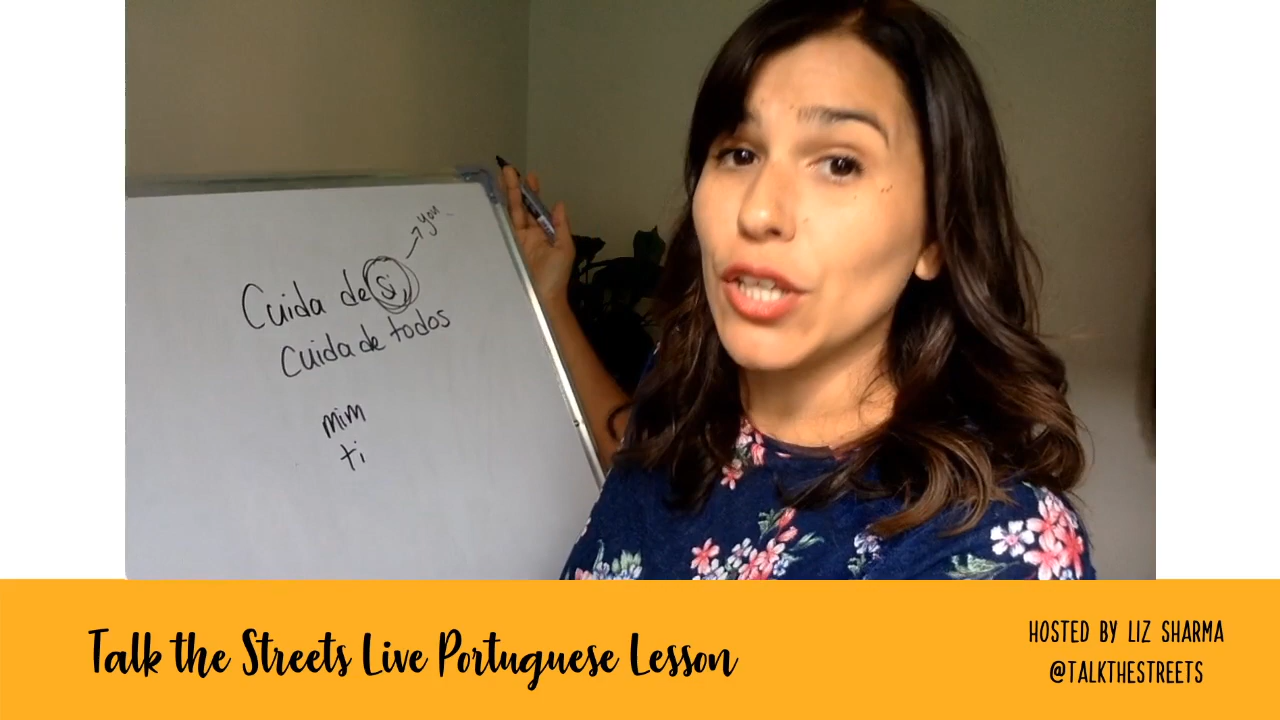 you
Cuida de si
Cuida de todos
mim
ti
Talk the Streets Live Portuguese Lesson
HOSTED BY LIZ SHARMA
@TALKTHESTREETS